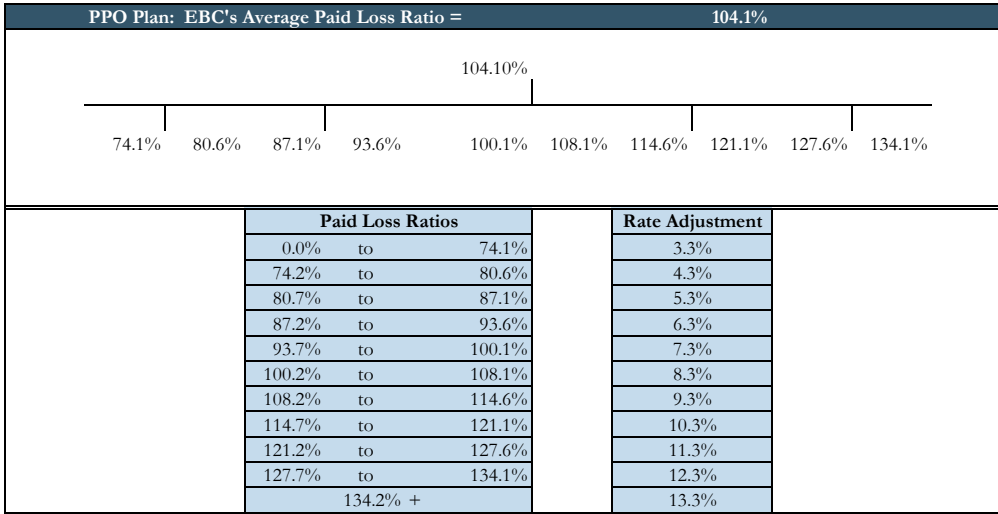 PPO Plan: EBC's Average Paid Loss Ratio = 104.1%
104.10%
74.1% 80.6% 87.1% 93.6% 100.1% 108.1% 114.6% 121.1% 127.6% 134.1%
Paid Loss Ratios Rate Adjustment
0.0% to 74.1% 3.3%
74.2% to 80.6% 4.3%
80.7% to 87.1% 5.3%
87.2% to 93.6% 6.3%
93.7% to 100.1% 7.3%
100.2% to 108.1% 8.3%
108.2% to 114.6% 9.3%
114.7% to 121.1% 10.3%
121.2% to 127.6% 11.3%
127.7% to 134.1% 12.3%
134.2% + 13.3%